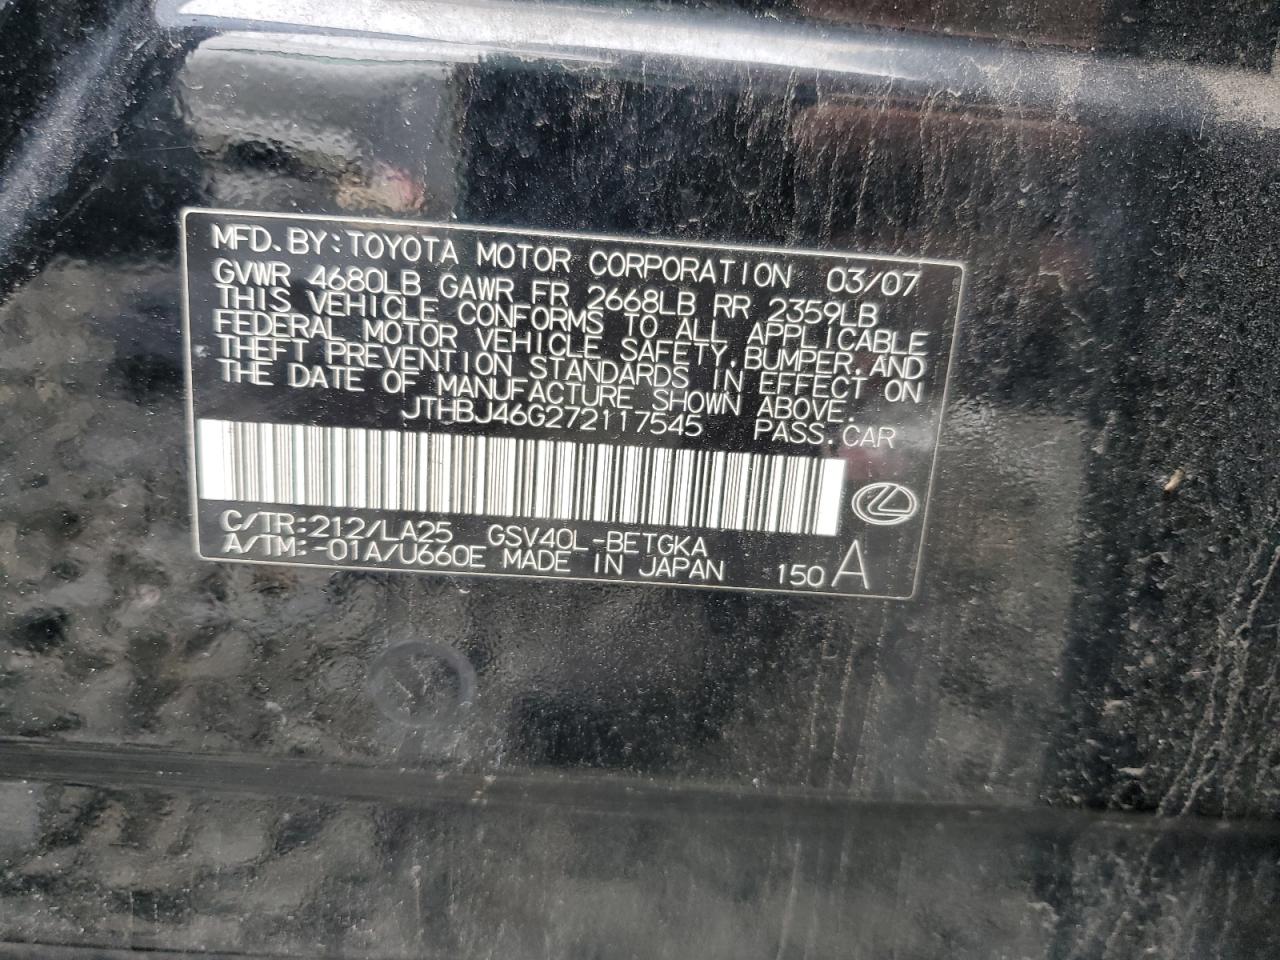 MFD. BY: TOYOTA MOTOR CORPORATION 03/07
GVWR 4680LB GAWR FR 2668LB RR 2359LB
THIS VEHICLE CONFORMS TO ALL APPLICABLE
FEDERAL MOTOR VEHICLE SAFETY, BUMPER, AND
THEFT PREVENTION STANDARDS IN EFFECT ON
THE DATE OF MANUFACTURE SHOWN ABOVE.
JTHBJ46G272117545 PASS. CAR
C/TR: 212/LA25 GSV40L-BETGKA
A/TM: -01A/U660E MADE IN JAPAN 150 A